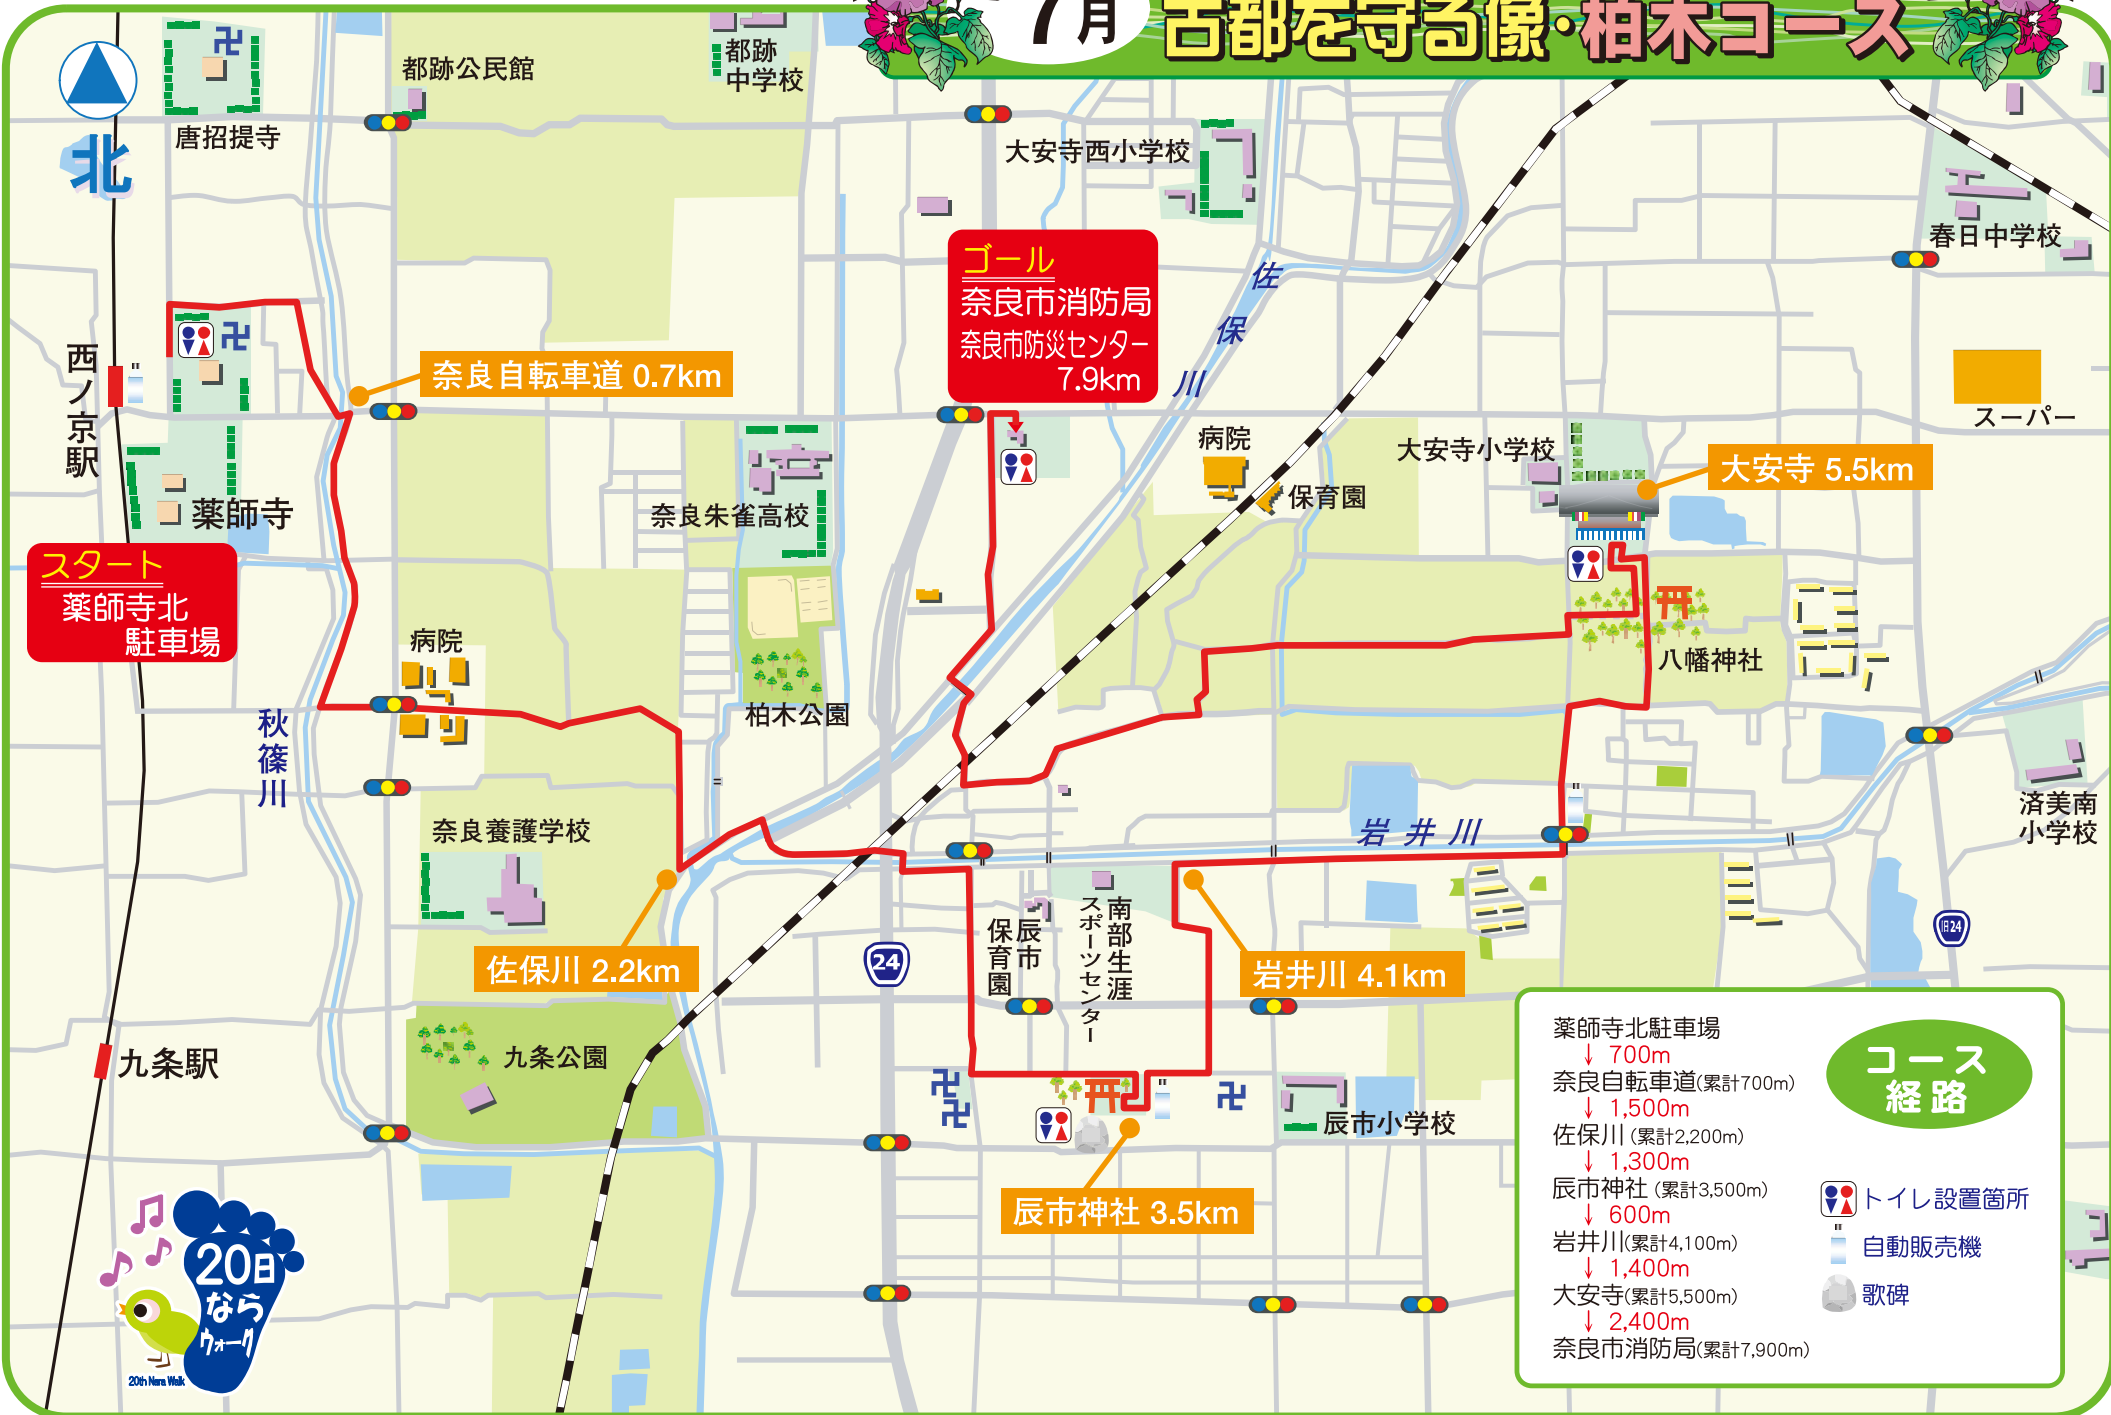 7月
古都を守る像・柏木コース
北
唐招提寺
都跡公民館
都跡
中学校
大安寺西小学校
春日中学校
佐保川
ゴール
奈良市消防局
奈良市防災センター
7.9km
西ノ京駅
奈良自転車道 0.7km
スーパー
病院
保育園
大安寺小学校
大安寺 5.5km
薬師寺
奈良朱雀高校
スタート
薬師寺北
駐車場
病院
柏木公園
八幡神社
秋篠川
済美南
小学校
奈良養護学校
岩井川
佐保川 2.2km
24
辰市
保育園
南部生涯
スポーツセンター
岩井川 4.1km
旧24
九条駅
九条公園
辰市小学校
辰市神社 3.5km
コース
経路
薬師寺北駐車場
↓ 700m
奈良自転車道(累計700m)
↓ 1,500m
佐保川(累計2,200m)
↓ 1,300m
辰市神社(累計3,500m)
↓ 600m
岩井川(累計4,100m)
↓ 1,400m
大安寺(累計5,500m)
↓ 2,400m
奈良市消防局(累計7,900m)
トイレ設置箇所
自動販売機
歌碑
20日
なら
ウォーク
20th Nara Walk